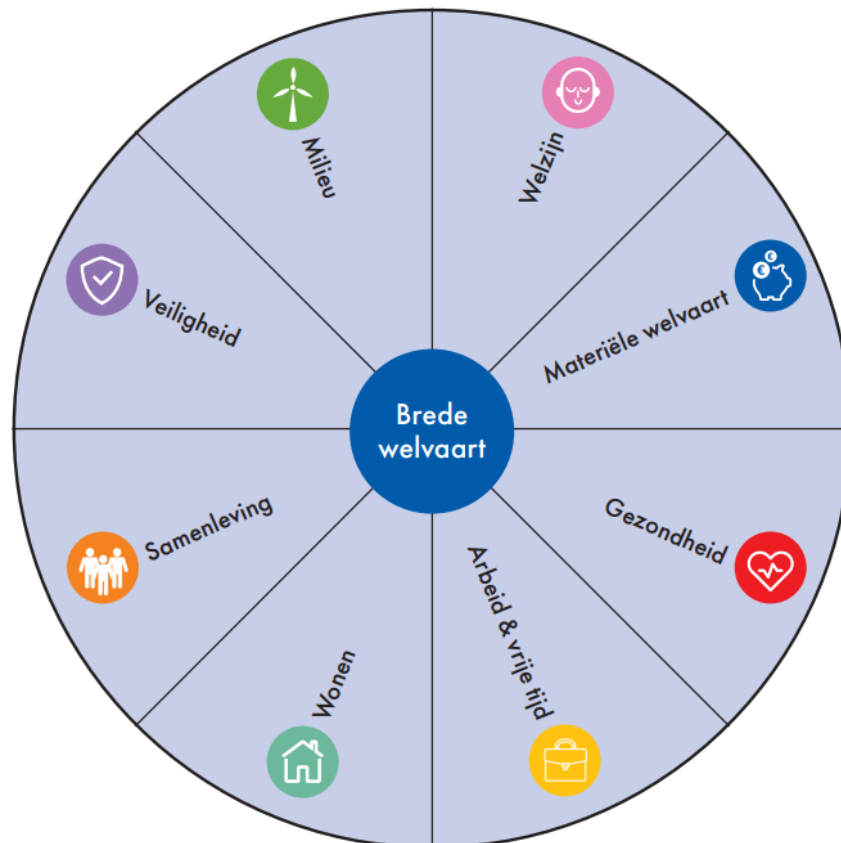 Milieu
Welzijn
Materiële welvaart
Gezondheid
Arbeid & vrije tijd
Wonen
Samenleving
Veiligheid
Brede
welvaart
€
€